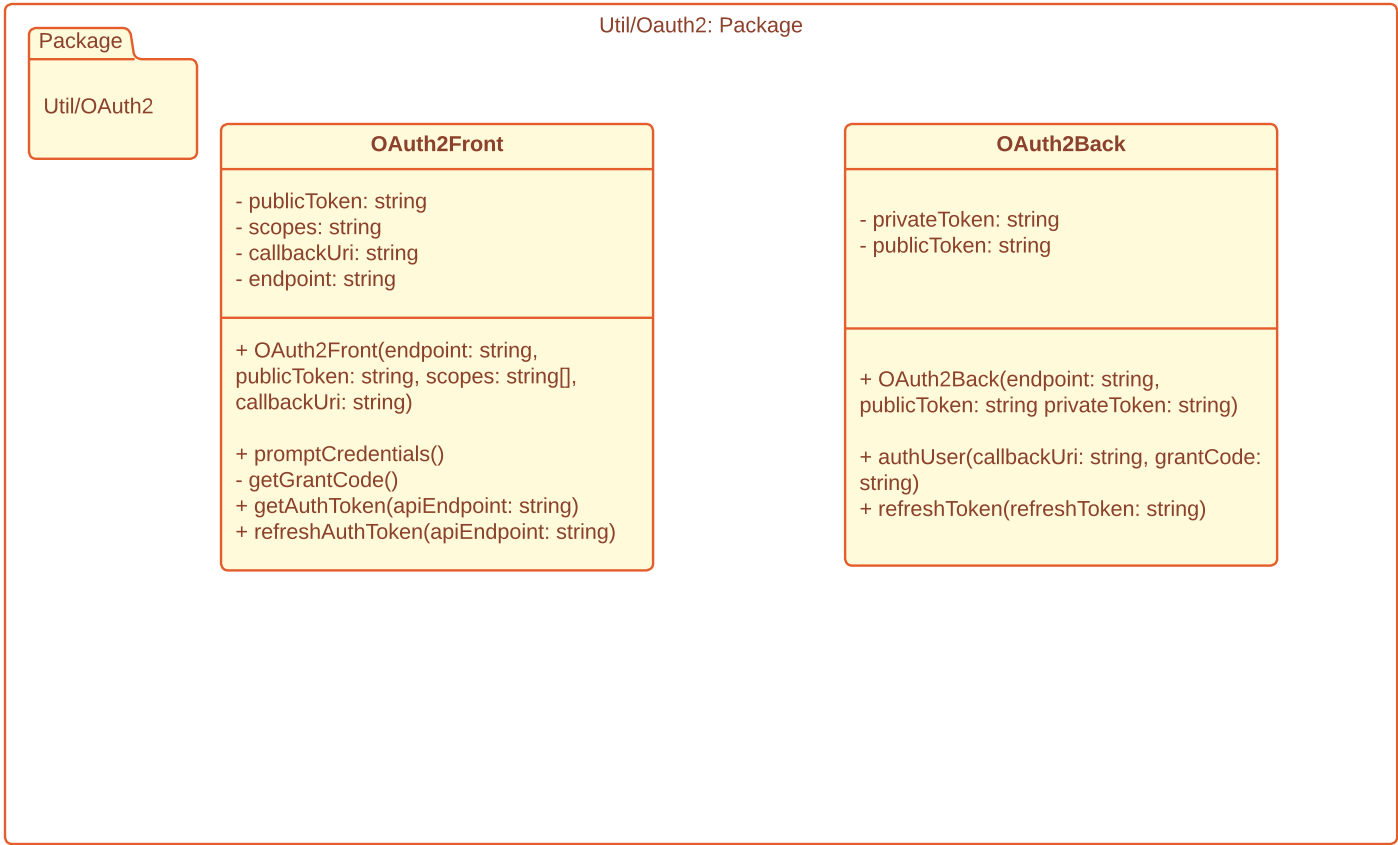 Util/Oauth2: Package
Package
Util/OAuth2
OAuth2Front
- publicToken: string
- scopes: string
- callbackUri: string
- endpoint: string
+ OAuth2Front(endpoint: string,
publicToken: string, scopes: string[],
callbackUri: string)
+ promptCredentials()
- getGrantCode()
+ getAuthToken(apiEndpoint: string)
+ refreshAuthToken(apiEndpoint: string)
OAuth2Back
- privateToken: string
- publicToken: string
+ OAuth2Back(endpoint: string,
publicToken: string privateToken: string)
+ authUser(callbackUri: string, grantCode:
string)
+ refreshToken(refreshToken: string)